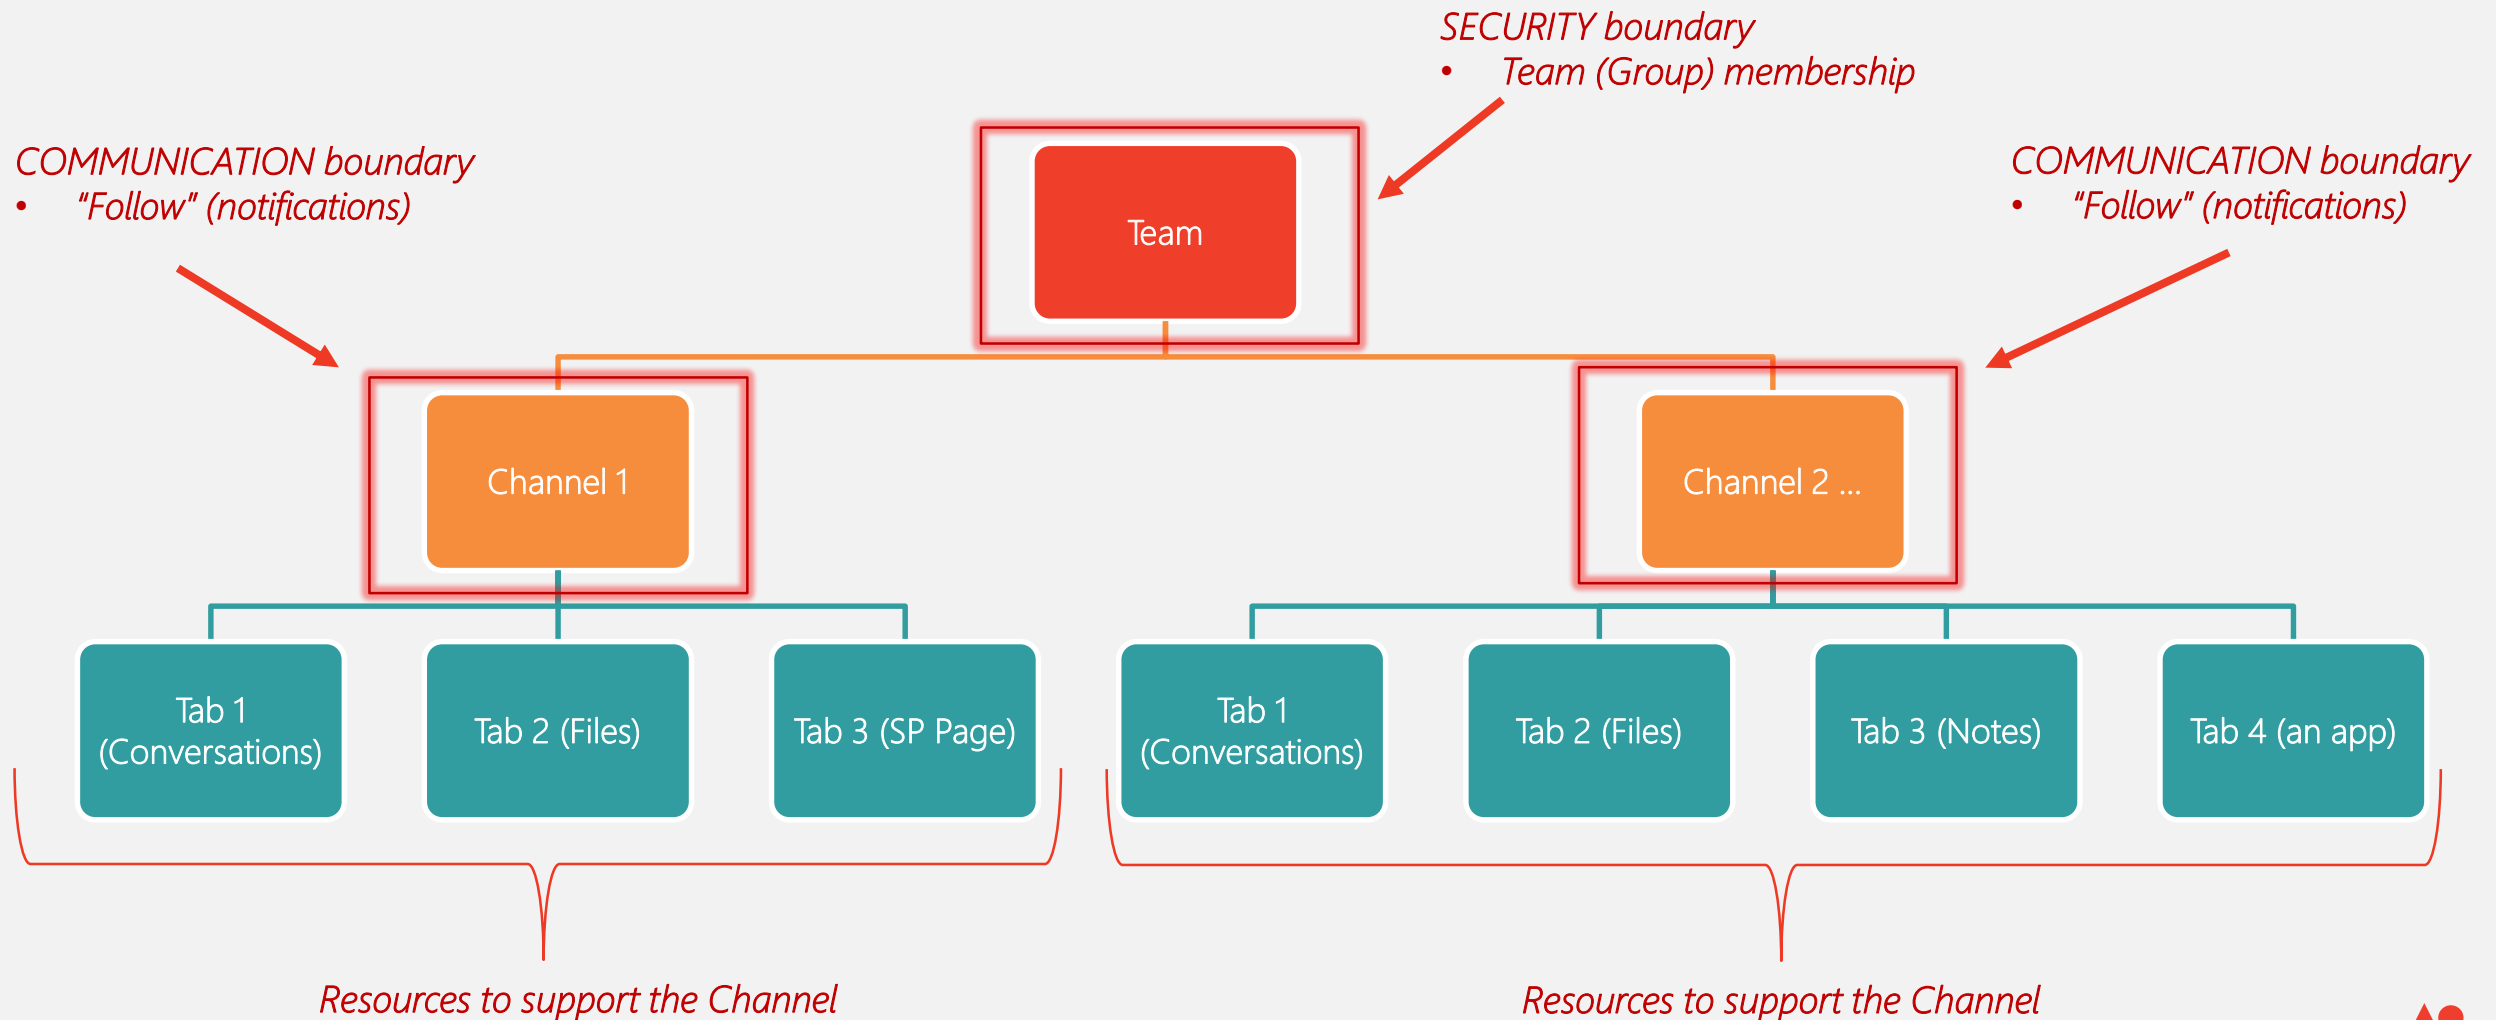 SECURITY boundary
• Team (Group) membership
COMMUNICATION boundary
• “Follow” (notifications)
COMMUNICATION boundary
• “Follow” (notifications)
Team
Channel 1
Channel 2 ...
Tab 1
(Conversations)
Tab 2 (Files)
Tab 3 (SP Page)
Tab 1
(Conversations)
Tab 2 (Files)
Tab 3 (Notes)
Tab 4 (an app)
Resources to support the Channel
Resources to support the Channel